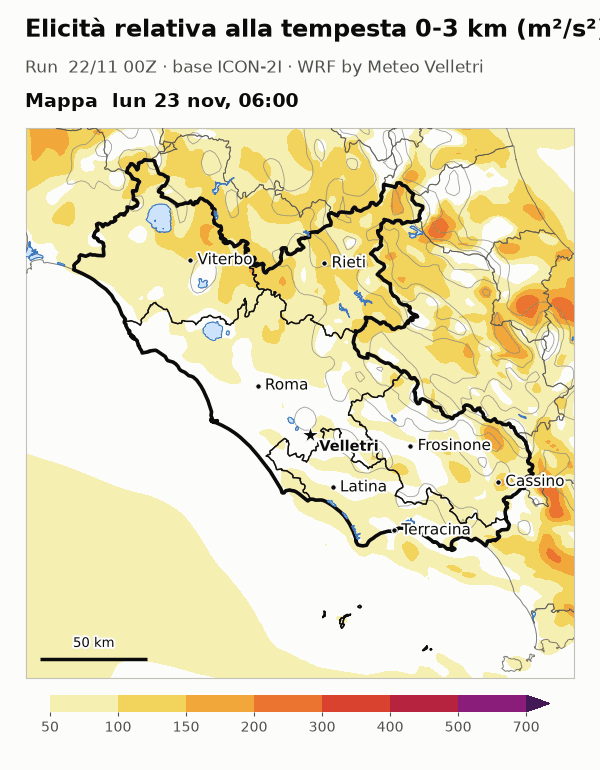 Elicità relativa alla tempesta 0-3 km (m²/s²)
Run 22/11 00Z · base ICON-2I · WRF by Meteo Velletri
Mappa lun 23 nov, 06:00
Viterbo
Rieti
Roma
Velletri
Frosinone
Cassino
Latina
Terracina
50 km
50 100 150 200 300 400 500 700